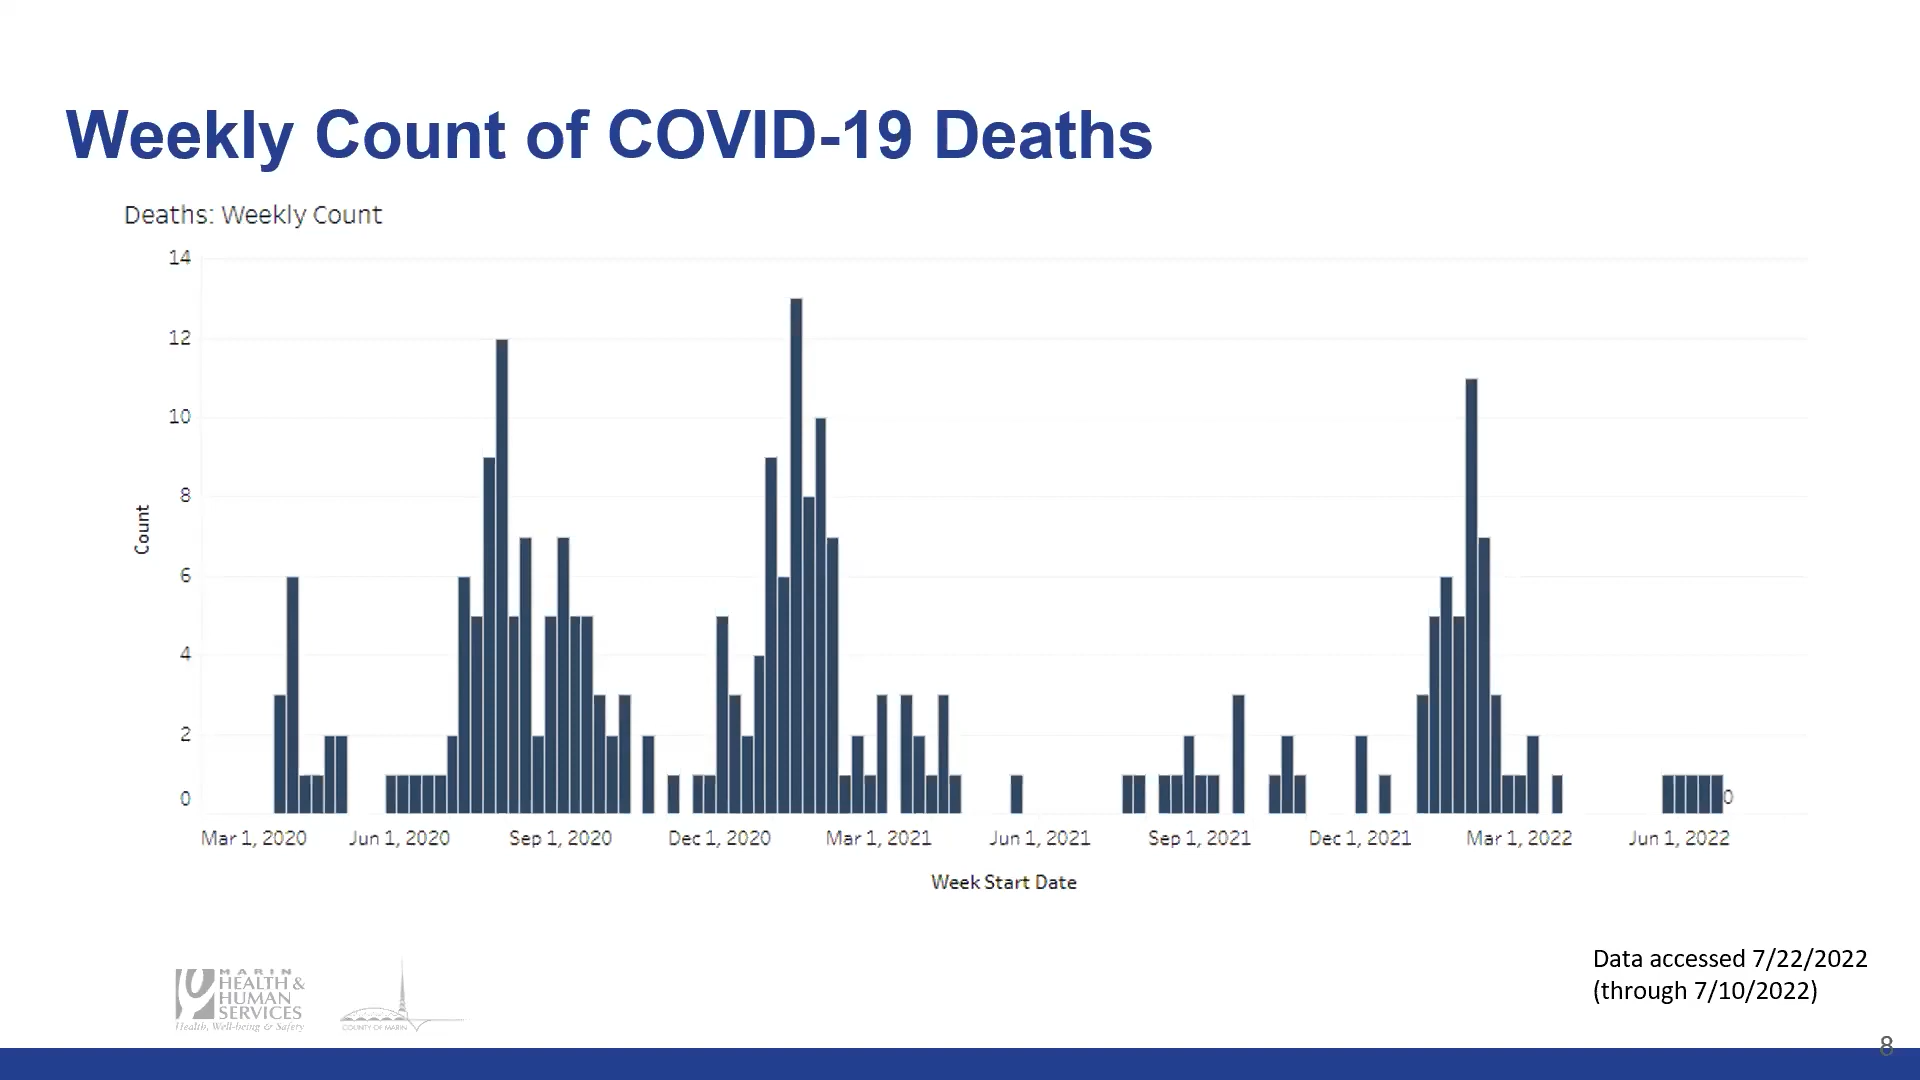 Weekly Count of COVID-19 Deaths
Deaths: Weekly Count
14
12
10
8
6
4
2
0
Count
0
Mar 1, 2020 Jun 1, 2020 Sep 1, 2020 Dec 1, 2020 Mar 1, 2021 Jun 1, 2021 Sep 1, 2021 Dec 1, 2021 Mar 1, 2022 Jun 1, 2022
Week Start Date
Data accessed 7/22/2022
(through 7/10/2022)
MARIN
HEALTH &
HUMAN
SERVICES
Health, Well-being & Safety
COUNTY OF MARIN
8